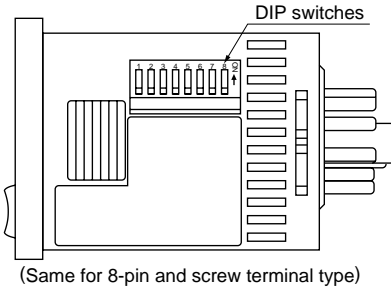 DIP switches
1 2 3 4 5 6 7 8 ON
(Same for 8-pin and screw terminal type)